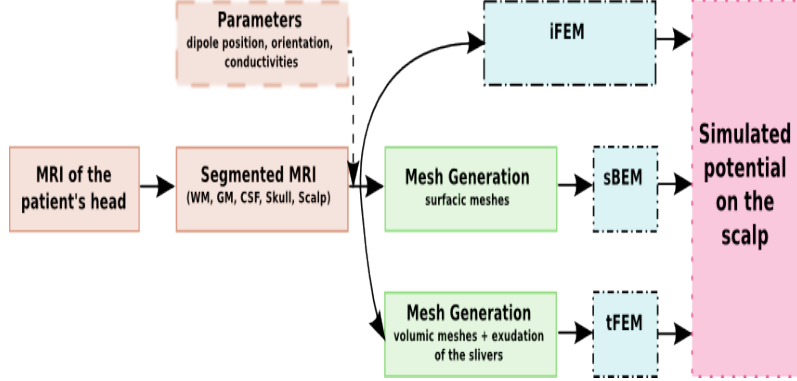 Parameters
dipole position, orientation,
conductivities
iFEM
MRI of the
patient's head
Segmented MRI
(WM, GM, CSF, Skull, Scalp)
Mesh Generation
surfacic meshes
sBEM
Mesh Generation
volumic meshes + exudation
of the slivers
tFEM
Simulated
potential
on the
scalp